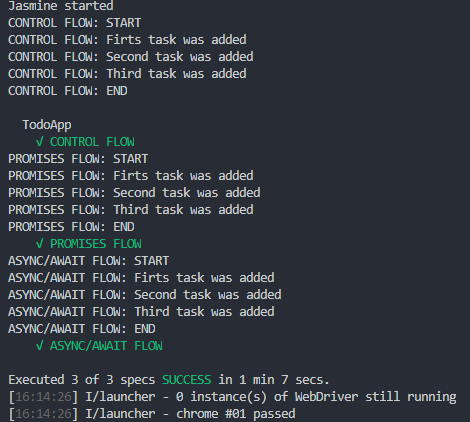 Jasmine started
CONTROL FLOW: START
CONTROL FLOW: Firts task was added
CONTROL FLOW: Second task was added
CONTROL FLOW: Third task was added
CONTROL FLOW: END
TodoApp
√ CONTROL FLOW
PROMISES FLOW: START
PROMISES FLOW: Firts task was added
PROMISES FLOW: Second task was added
PROMISES FLOW: Third task was added
PROMISES FLOW: END
√ PROMISES FLOW
ASYNC/AWAIT FLOW: START
ASYNC/AWAIT FLOW: Firts task was added
ASYNC/AWAIT FLOW: Second task was added
ASYNC/AWAIT FLOW: Third task was added
ASYNC/AWAIT FLOW: END
√ ASYNC/AWAIT FLOW
Executed 3 of 3 specs SUCCESS in 1 min 7 secs.
[16:14:26] I/launcher - 0 instance(s) of WebDriver still running
[16:14:26] I/launcher - chrome #01 passed